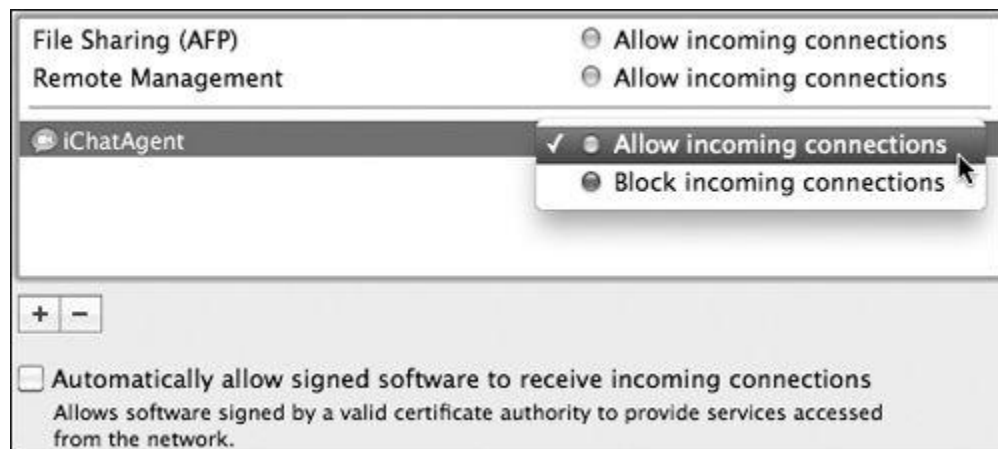 File Sharing (AFP) Allow incoming connections
Remote Management Allow incoming connections
iChatAgent ✓ Allow incoming connections
Block incoming connections
+ −
Automatically allow signed software to receive incoming connections
Allows software signed by a valid certificate authority to provide services accessed
from the network.